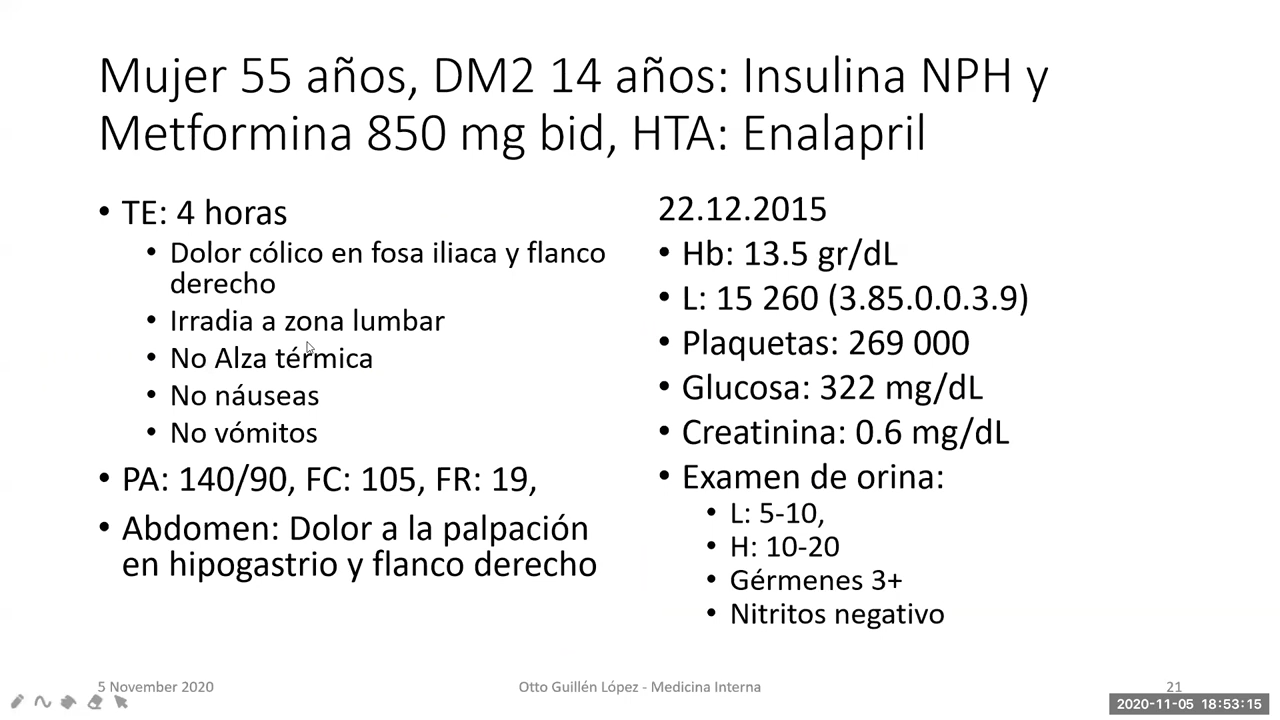 Mujer 55 años, DM2 14 años: Insulina NPH y
Metformina 850 mg bid, HTA: Enalapril
• TE: 4 horas
• Dolor cólico en fosa iliaca y flanco
derecho
• Irradia a zona lumbar
• No Alza térmica
• No náuseas
• No vómitos
• PA: 140/90, FC: 105, FR: 19,
• Abdomen: Dolor a la palpación
en hipogastrio y flanco derecho
22.12.2015
• Hb: 13.5 gr/dL
• L: 15 260 (3.85.0.0.3.9)
• Plaquetas: 269 000
• Glucosa: 322 mg/dL
• Creatinina: 0.6 mg/dL
• Examen de orina:
• L: 5-10,
• H: 10-20
• Gérmenes 3+
• Nitritos negativo
5 November 2020
Otto Guillén López - Medicina Interna
21
2020-11-05 18:53:15